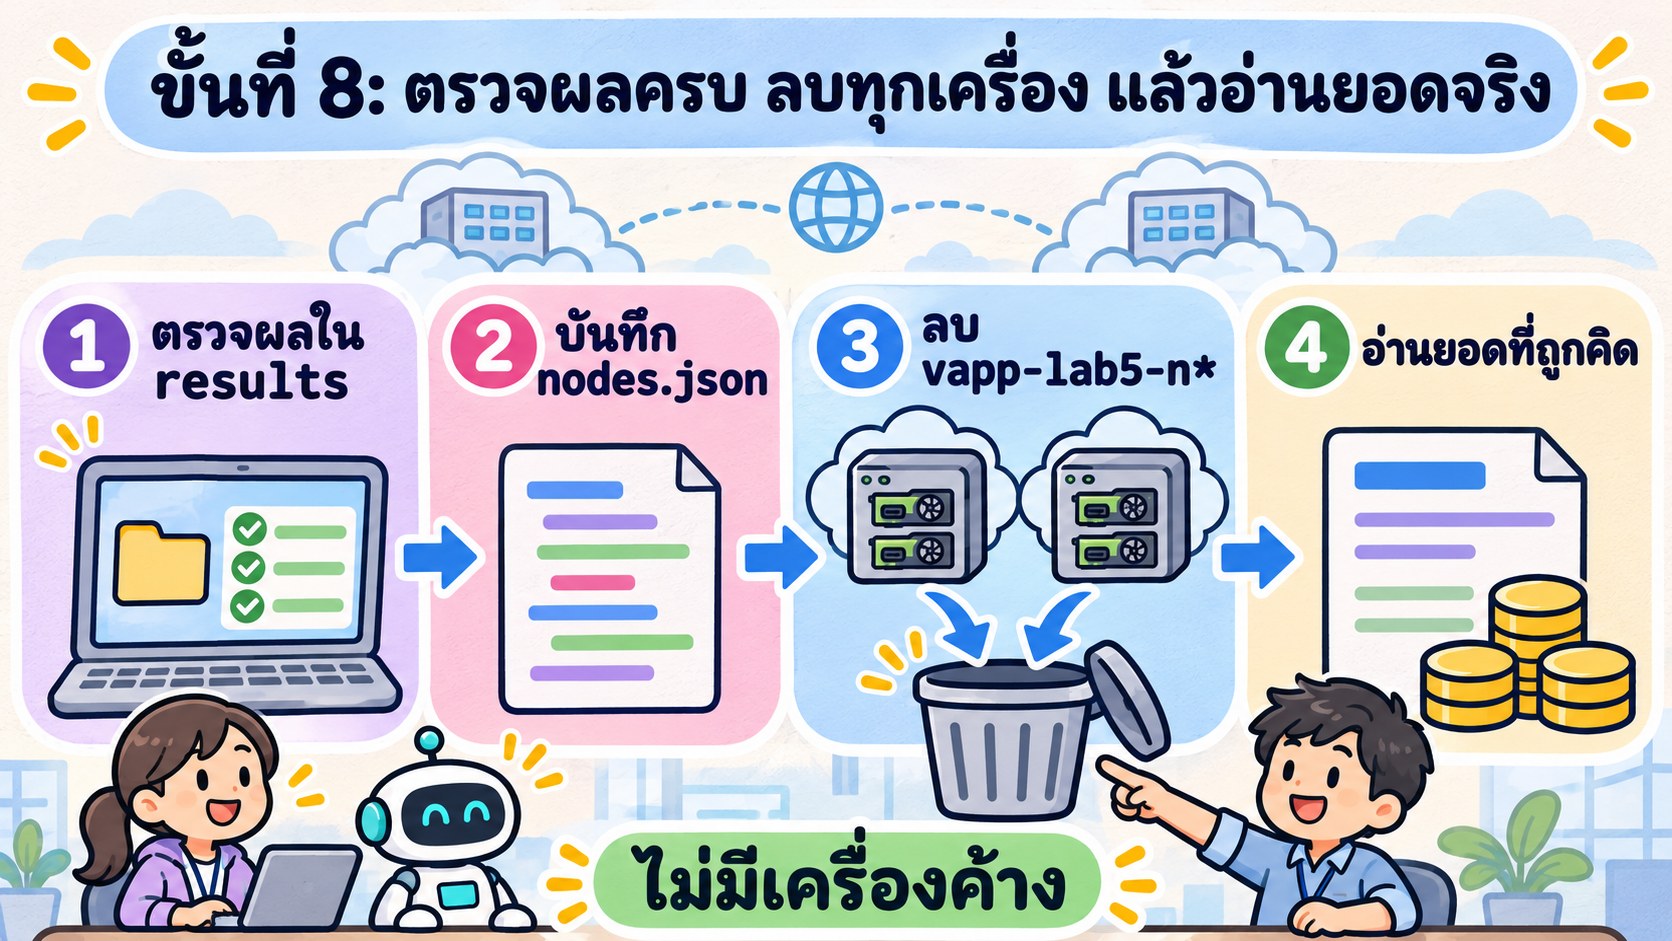 ขั้นที่ 8: ตรวจผลครบ ลบทุกเครื่อง แล้วอ่านยอดจริง
1
ตรวจผลใน
results
2
บันทึก
nodes.json
3
ลบ
vapp-lab5-n*
4
อ่านยอดที่ถูกคิด
ไม่มีเครื่องค้าง